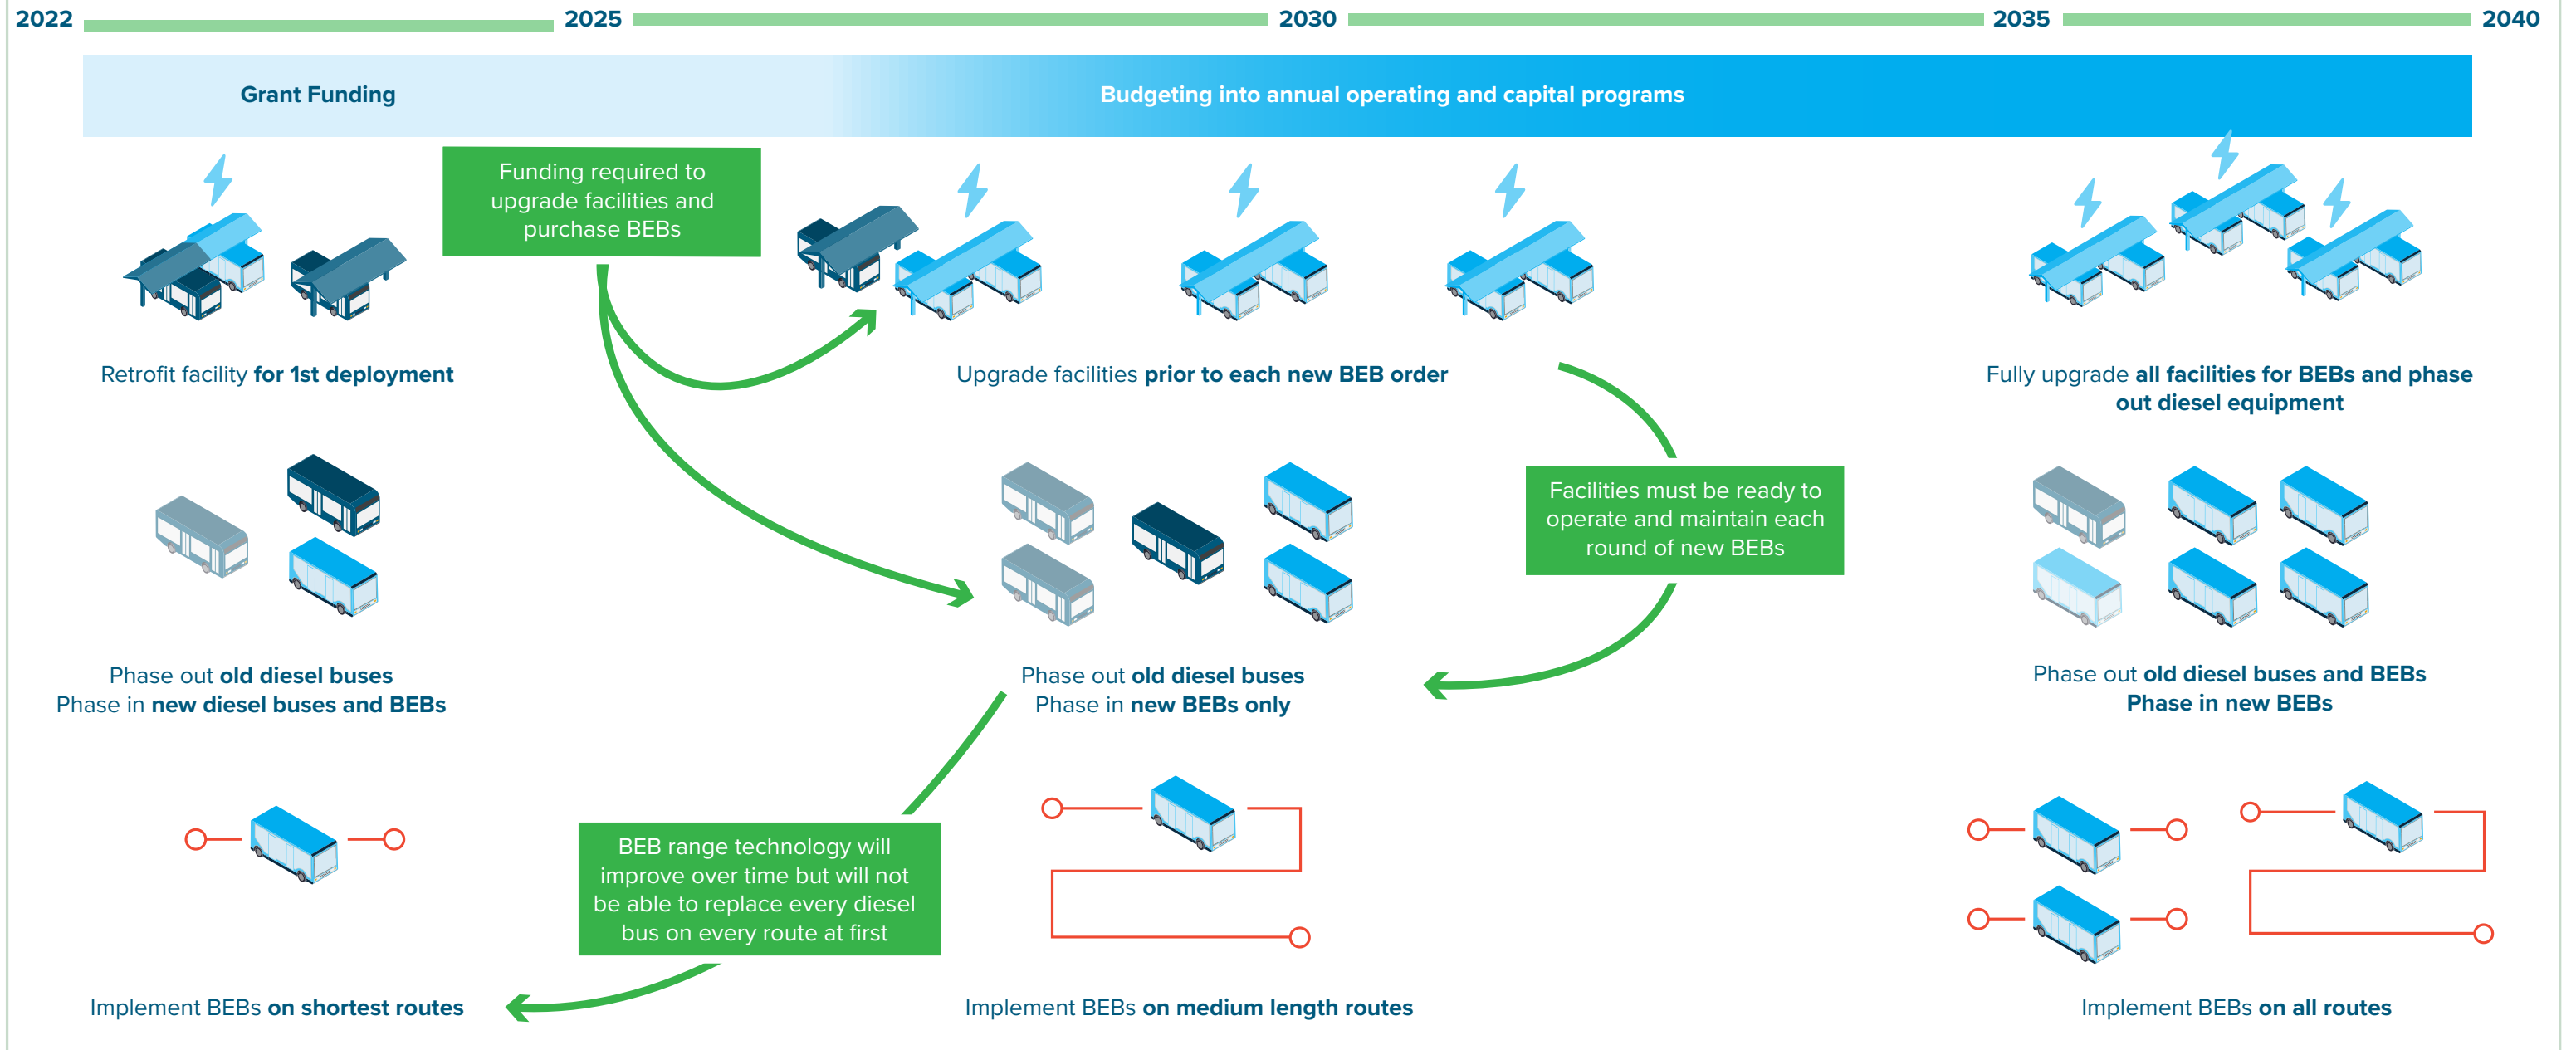 2022 2025 2030 2035 2040
Grant Funding
Budgeting into annual operating and capital programs
Funding required to
upgrade facilities and
purchase BEBs
Retrofit facility for 1st deployment
Upgrade facilities prior to each new BEB order
Fully upgrade all facilities for BEBs and phase
out diesel equipment
Facilities must be ready to
operate and maintain each
round of new BEBs
Phase out old diesel buses
Phase in new diesel buses and BEBs
Phase out old diesel buses
Phase in new BEBs only
Phase out old diesel buses and BEBs
Phase in new BEBs
BEB range technology will
improve over time but will not
be able to replace every diesel
bus on every route at first
Implement BEBs on shortest routes
Implement BEBs on medium length routes
Implement BEBs on all routes